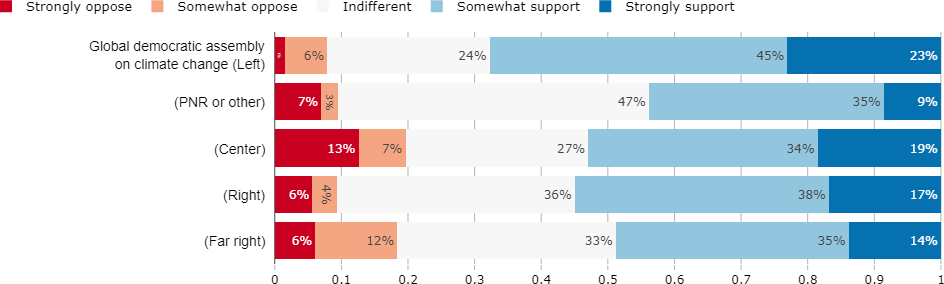 Strongly oppose Somewhat oppose Indifferent Somewhat support Strongly support
Global democratic assembly
on climate change (Left)
6% 24% 45% 23%
(PNR or other) 7% 3% 47% 35% 9%
(Center) 13% 7% 27% 34% 19%
(Right) 6% 4% 36% 38% 17%
(Far right) 6% 12% 33% 35% 14%
0 0.1 0.2 0.3 0.4 0.5 0.6 0.7 0.8 0.9 1